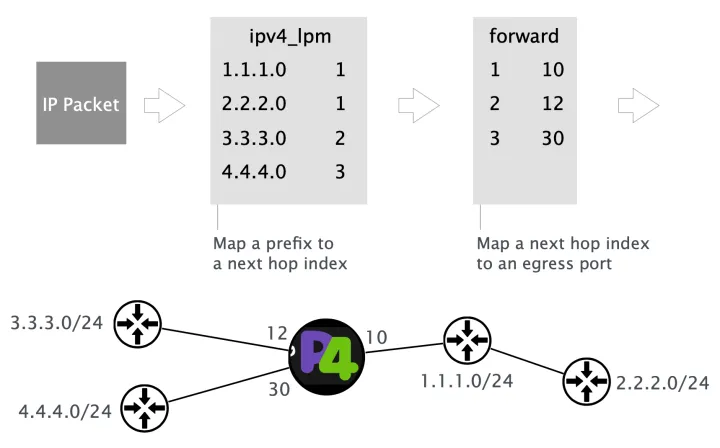 IP Packet
ipv4_lpm
1.1.1.0 1
2.2.2.0 1
3.3.3.0 2
4.4.4.0 3
forward
1 10
2 12
3 30
Map a prefix to
a next hop index
Map a next hop index
to an egress port
3.3.3.0/24
12
P4
10
30
4.4.4.0/24
1.1.1.0/24
2.2.2.0/24